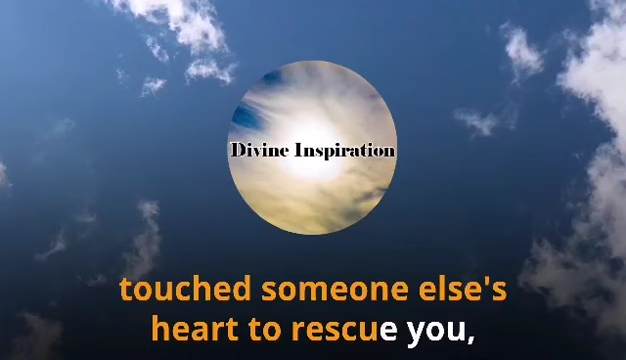 Divine Inspiration
touched someone else's
heart to rescue you,